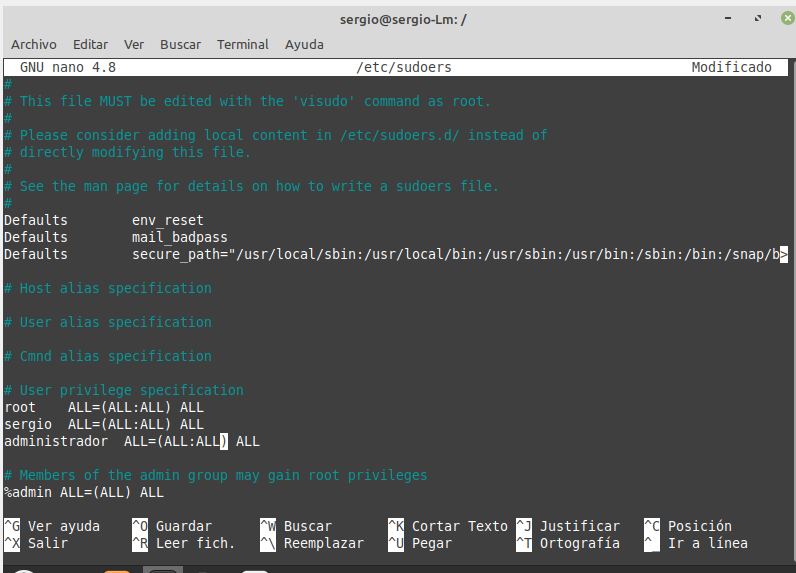 sergio@sergio-Lm: /
Archivo Editar Ver Buscar Terminal Ayuda
GNU nano 4.8 /etc/sudoers Modificado
#
# This file MUST be edited with the 'visudo' command as root.
#
# Please consider adding local content in /etc/sudoers.d/ instead of
# directly modifying this file.
#
# See the man page for details on how to write a sudoers file.
#
Defaults env_reset
Defaults mail_badpass
Defaults secure_path="/usr/local/sbin:/usr/local/bin:/usr/sbin:/usr/bin:/sbin:/bin:/snap/b>
# Host alias specification
# User alias specification
# Cmnd alias specification
# User privilege specification
root ALL=(ALL:ALL) ALL
sergio ALL=(ALL:ALL) ALL
administrador ALL=(ALL:ALL) ALL
# Members of the admin group may gain root privileges
%admin ALL=(ALL) ALL
^G Ver ayuda ^O Guardar ^W Buscar ^K Cortar Texto ^J Justificar ^C Posición
^X Salir ^R Leer fich. ^\ Reemplazar ^U Pegar ^T Ortografía ^_ Ir a línea